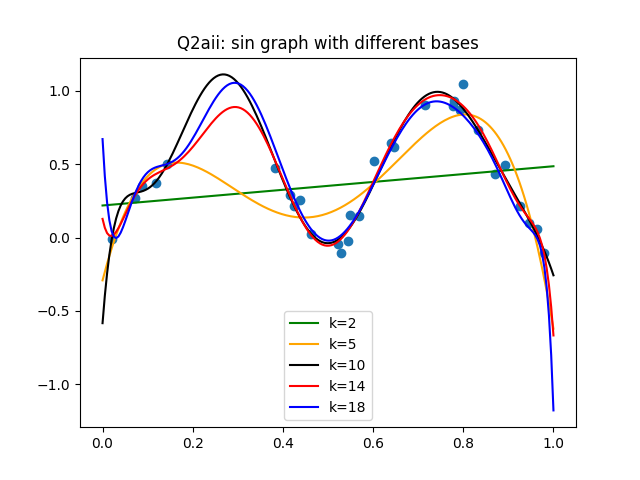 Q2aii: sin graph with different bases
1.0
0.5
0.0
−0.5
−1.0
k=2
k=5
k=10
k=14
k=18
0.0 0.2 0.4 0.6 0.8 1.0